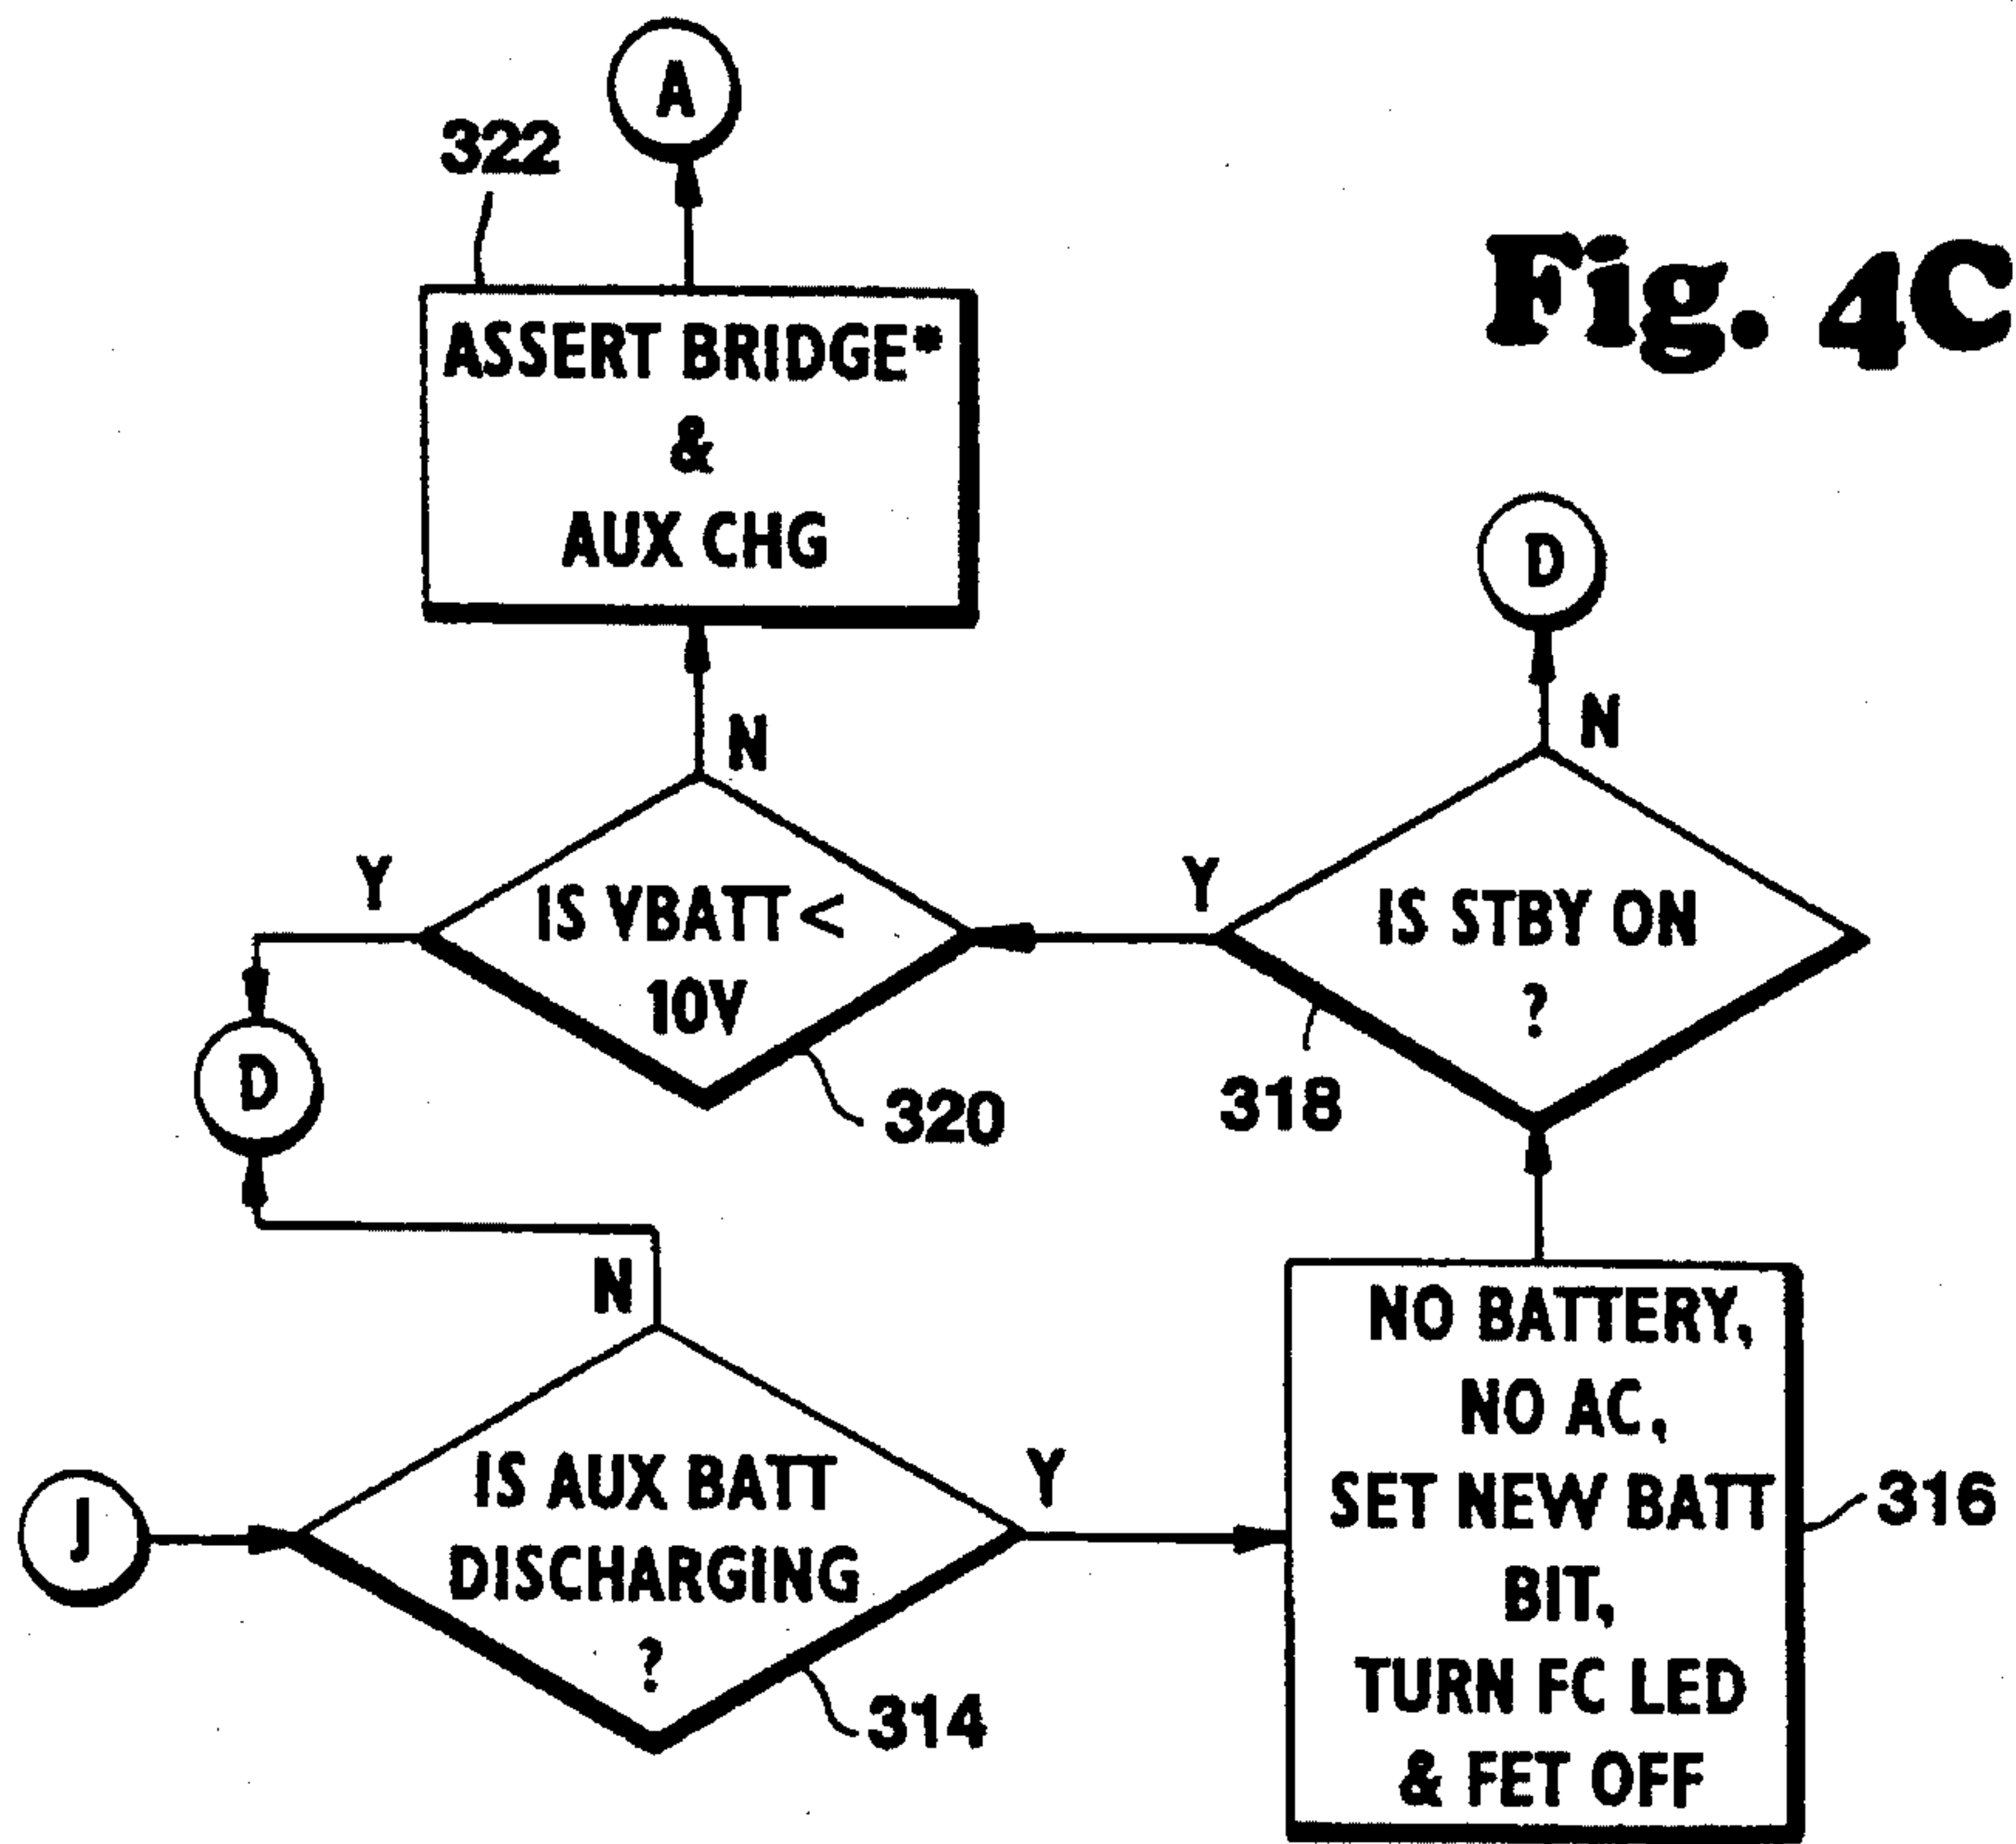 A
322
Fig. 4C
ASSERT BRIDGE*
&
AUX CHG
D
N
N
Y
IS VBATT <
10V
Y
IS STBY ON
?
D
320
318
N
NO BATTERY,
NO AC,
SET NEW BATT
BIT,
TURN FC LED
& FET OFF
316
J
IS AUX BATT
DISCHARGING
?
Y
314